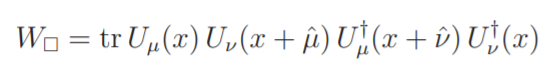 W_□ = tr U_μ(x) U_ν(x + μ̂) U_μ^†(x + ν̂) U_ν^†(x)